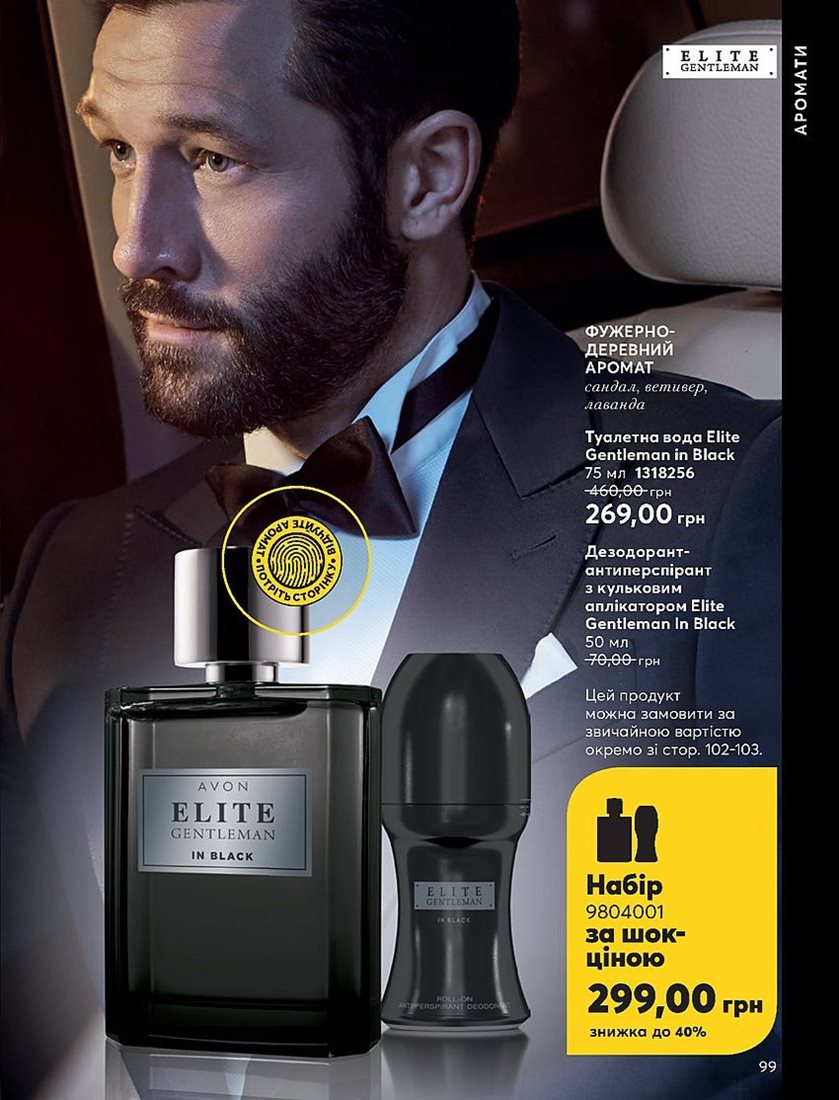 ELITE
GENTLEMAN
АРОМАТИ
ФУЖЕРНО-
ДЕРЕВНИЙ
АРОМАТ
сандал, ветивер,
лаванда
Туалетна вода Elite
Gentleman in Black
75 мл 1318256
460,00 грн
269,00 грн
Дезодорант-
антиперспірант
з кульковим
аплікатором Elite
Gentleman In Black
50 мл
70,00 грн
Цей продукт
можна замовити за
звичайною вартістю
окремо зі стор. 102-103.
ВІДЧУЙТЕ АРОМАТ • ПОТРІТЬ СТОРІНКУ •
AVON
ELITE
GENTLEMAN
IN BLACK
ELITE
GENTLEMAN
IN BLACK
ROLL-ON
ANTIPERSPIRANT DEODORANT
Набір
9804001
за шок-
ціною
299,00 грн
знижка до 40%
99